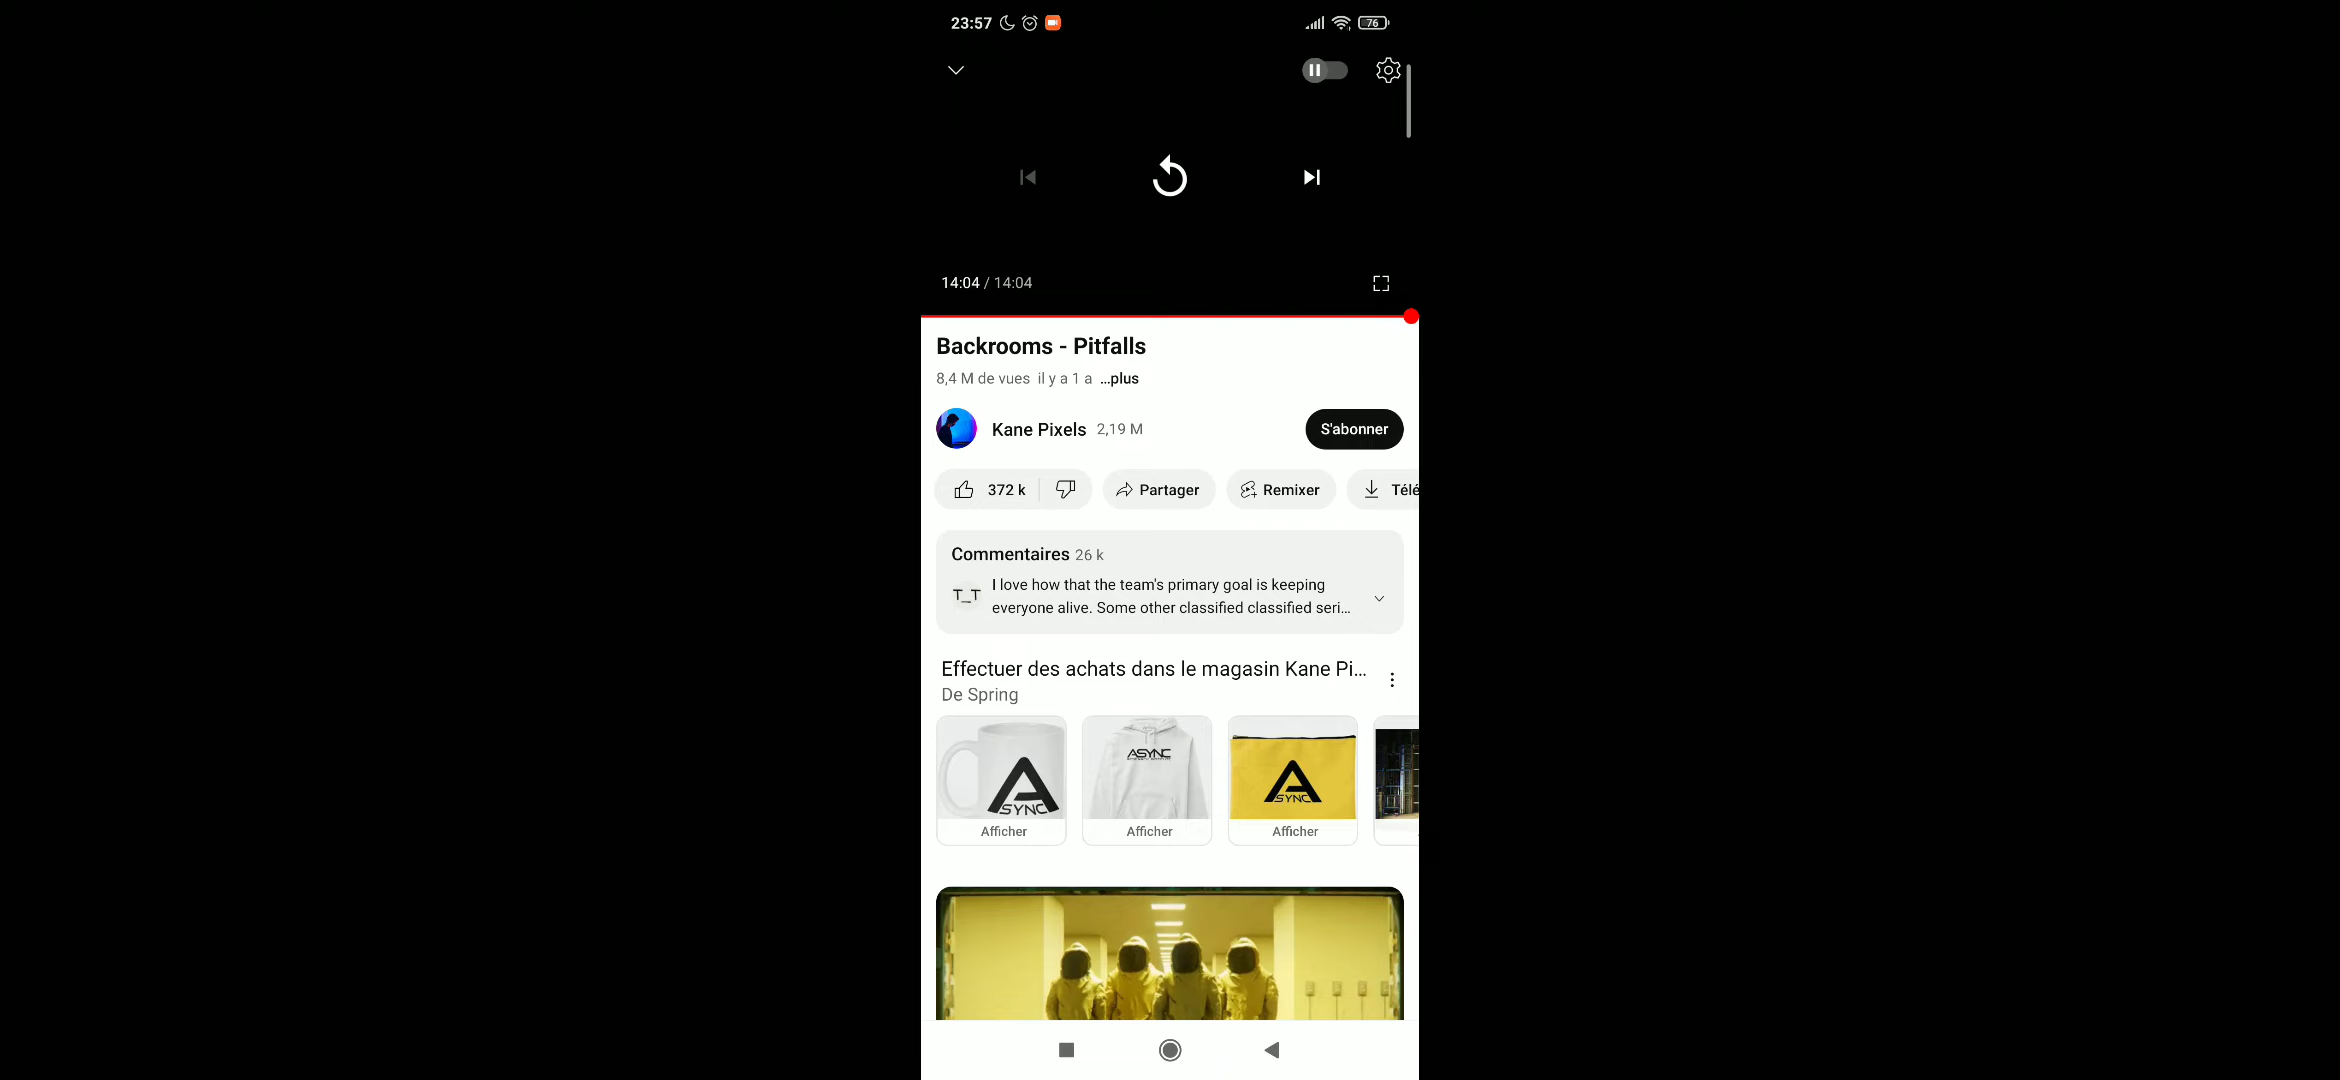 23:57
76
14:04 / 14:04
Backrooms - Pitfalls
8,4 M de vues il y a 1 a ...plus
Kane Pixels 2,19 M
S'abonner
372 k
Partager
Remixer
Télé
Commentaires 26 k
T_T
I love how that the team's primary goal is keeping
everyone alive. Some other classified classified seri...
Effectuer des achats dans le magasin Kane Pi...
De Spring
A
SYNC
ASYNC
A
SYNC
Afficher
Afficher
Afficher